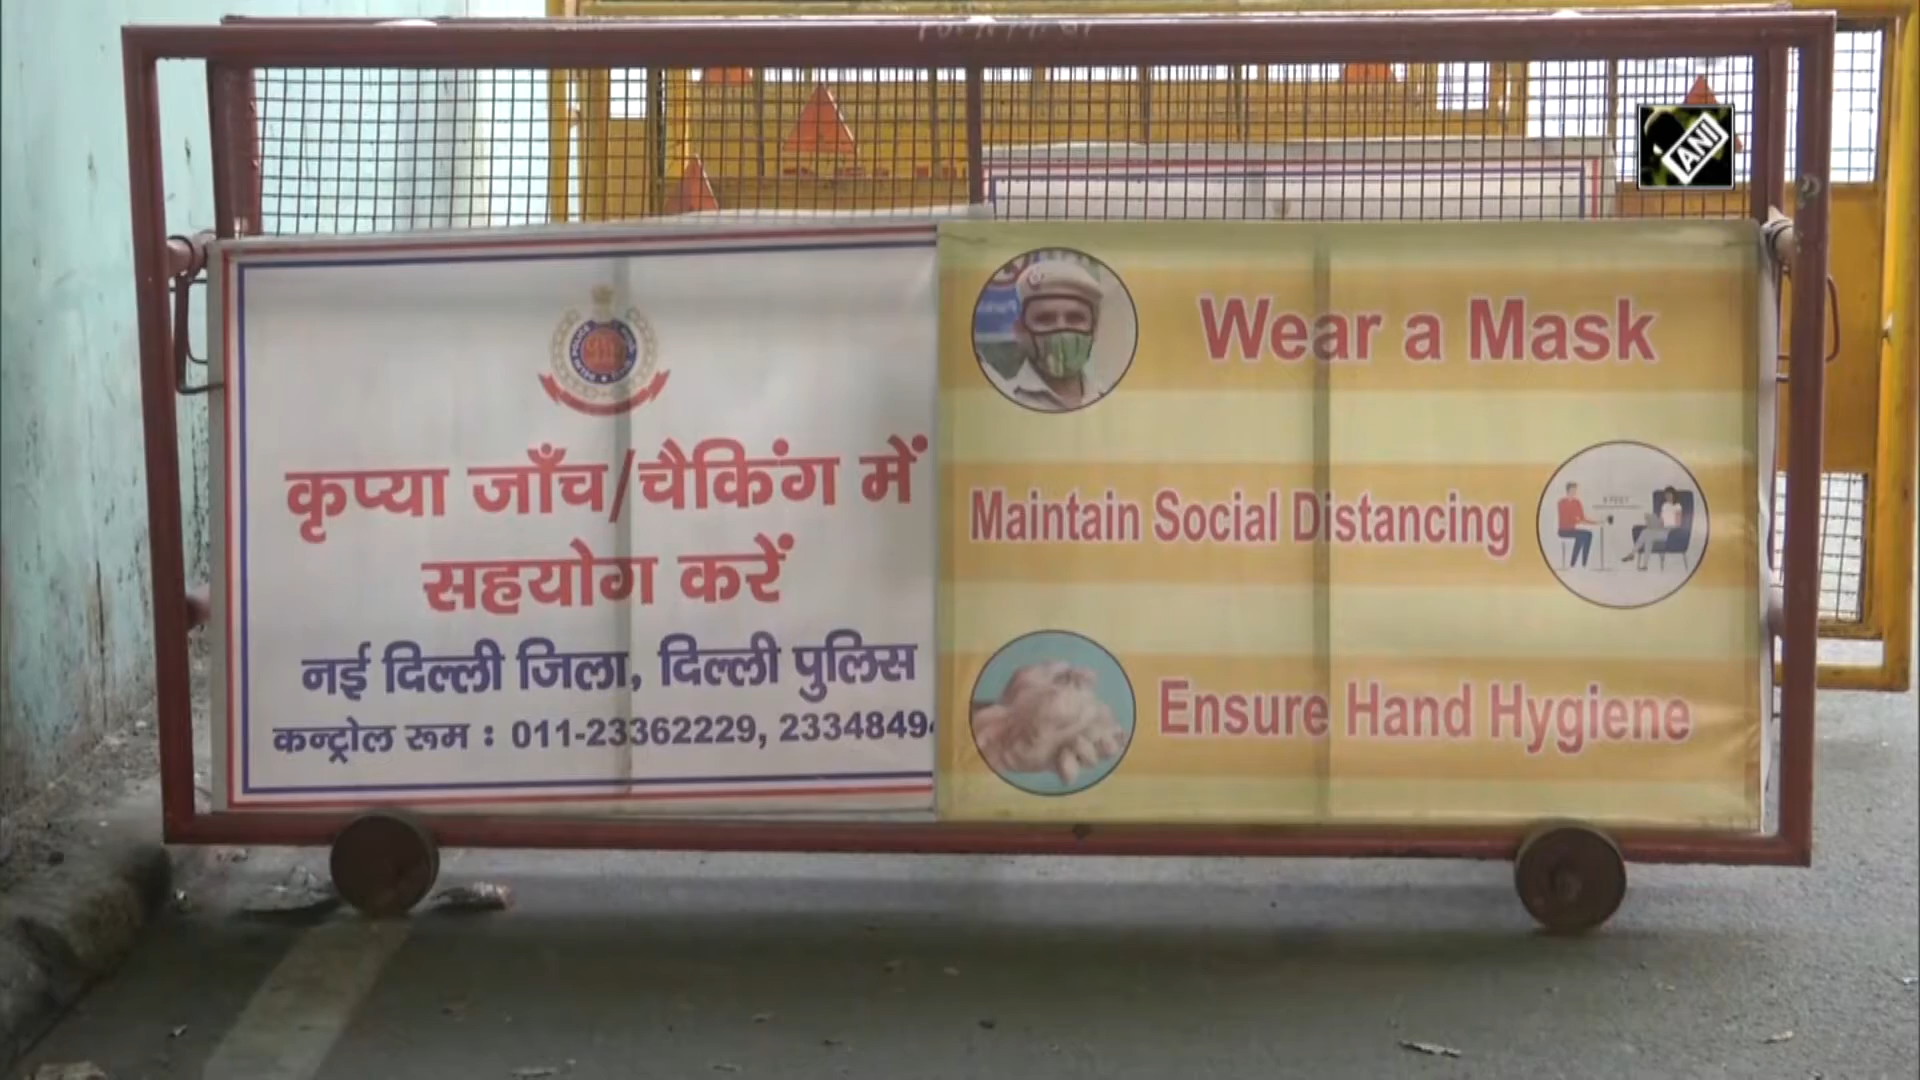 कृप्या जाँच/चैकिंग में
सहयोग करें
नई दिल्ली जिला, दिल्ली पुलिस
कन्ट्रोल रूम : 011-23362229, 2334849
Wear a Mask
Maintain Social Distancing
Ensure Hand Hygiene
ANI